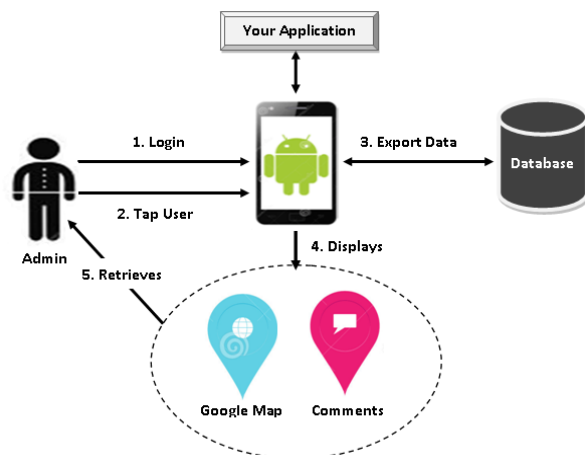 Your Application
1. Login
3. Export Data
Database
2. Tap User
Admin
4. Displays
5. Retrieves
Google Map
Comments